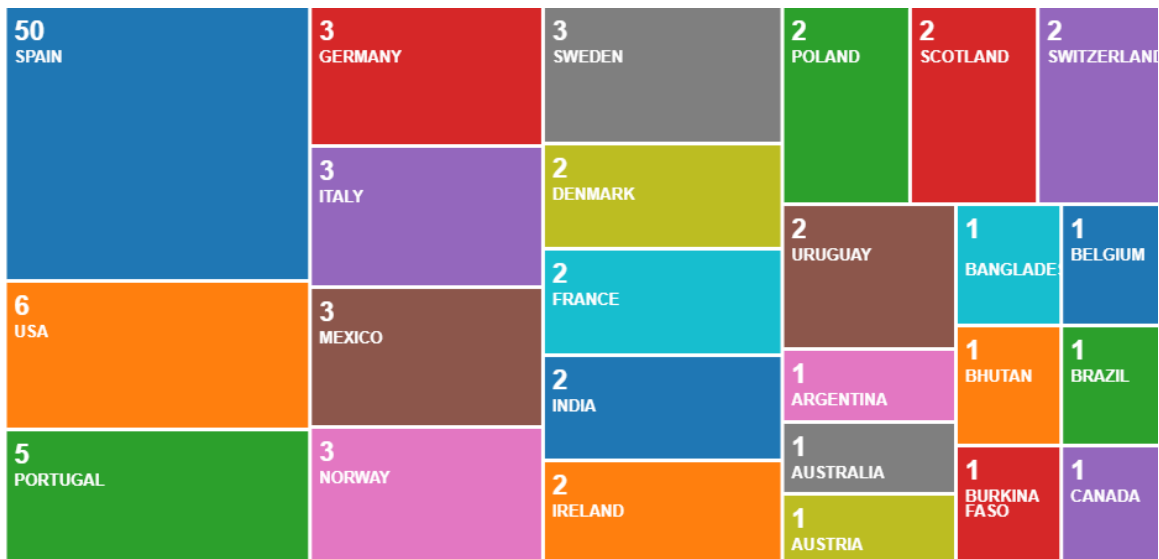 50
SPAIN
6
USA
5
PORTUGAL
3
GERMANY
3
ITALY
3
MEXICO
3
NORWAY
3
SWEDEN
2
DENMARK
2
FRANCE
2
INDIA
2
IRELAND
2
POLAND
2
SCOTLAND
2
SWITZERLAND
2
URUGUAY
1
ARGENTINA
1
AUSTRALIA
1
AUSTRIA
1
BANGLADES
1
BELGIUM
1
BHUTAN
1
BRAZIL
1
BURKINA
FASO
1
CANADA